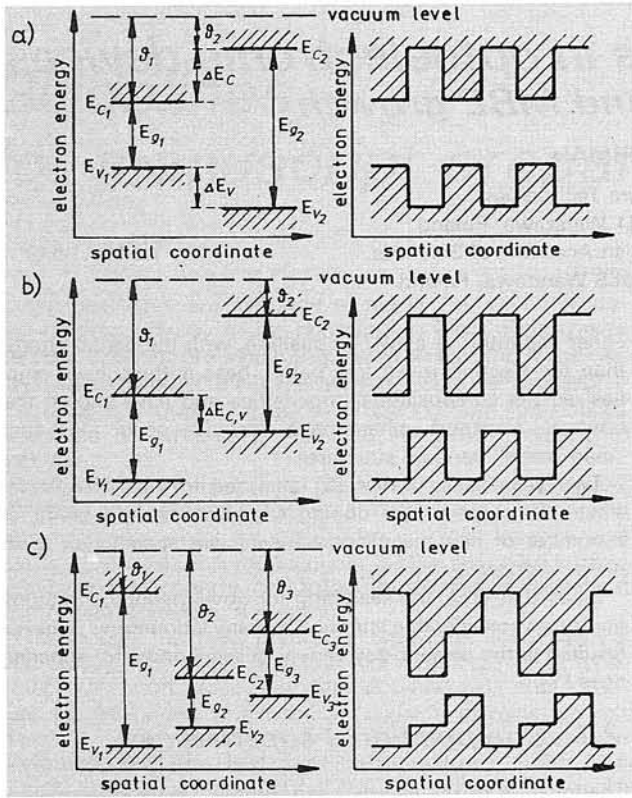 a)
vacuum level
ϑ1
ϑ2
EC2
ΔEC
EC1
Eg1
Eg2
EV1
ΔEV
EV2
electron energy
spatial coordinate
electron energy
spatial coordinate
b)
vacuum level
ϑ1
ϑ2
EC2
Eg2
EC1
ΔEC,V
Eg1
EV2
EV1
electron energy
spatial coordinate
electron energy
spatial coordinate
c)
vacuum level
ϑ1
ϑ2
ϑ3
EC1
EC3
Eg1
EC2
Eg3
Eg2
EV3
EV1
EV2
electron energy
spatial coordinate
electron energy
spatial coordinate